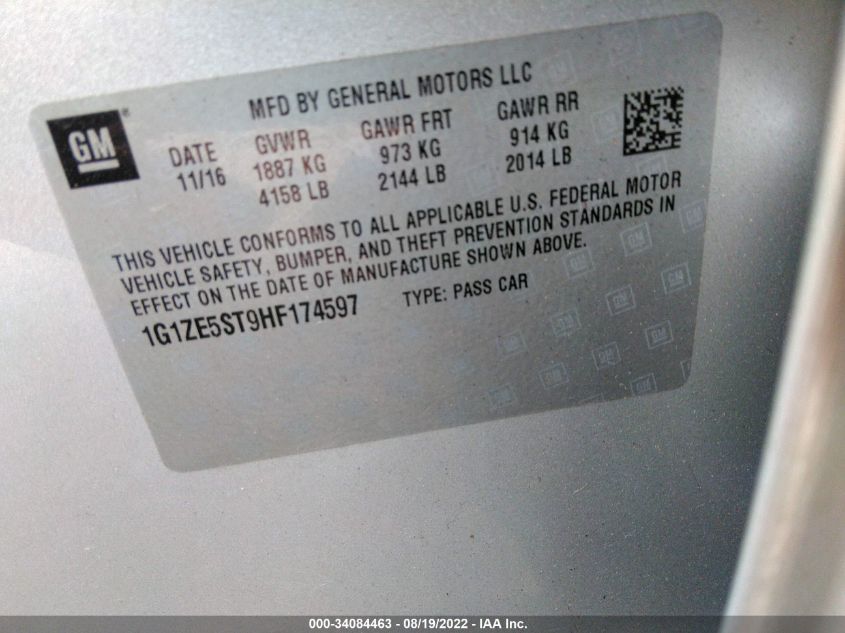 MFD BY GENERAL MOTORS LLC
GM®
DATE GVWR GAWR FRT GAWR RR
11/16 1887 KG 973 KG 914 KG
4158 LB 2144 LB 2014 LB
THIS VEHICLE CONFORMS TO ALL APPLICABLE U.S. FEDERAL MOTOR
VEHICLE SAFETY, BUMPER, AND THEFT PREVENTION STANDARDS IN
EFFECT ON THE DATE OF MANUFACTURE SHOWN ABOVE.
1G1ZE5ST9HF174597 TYPE: PASS CAR
000-34084463 - 08/19/2022 - IAA Inc.